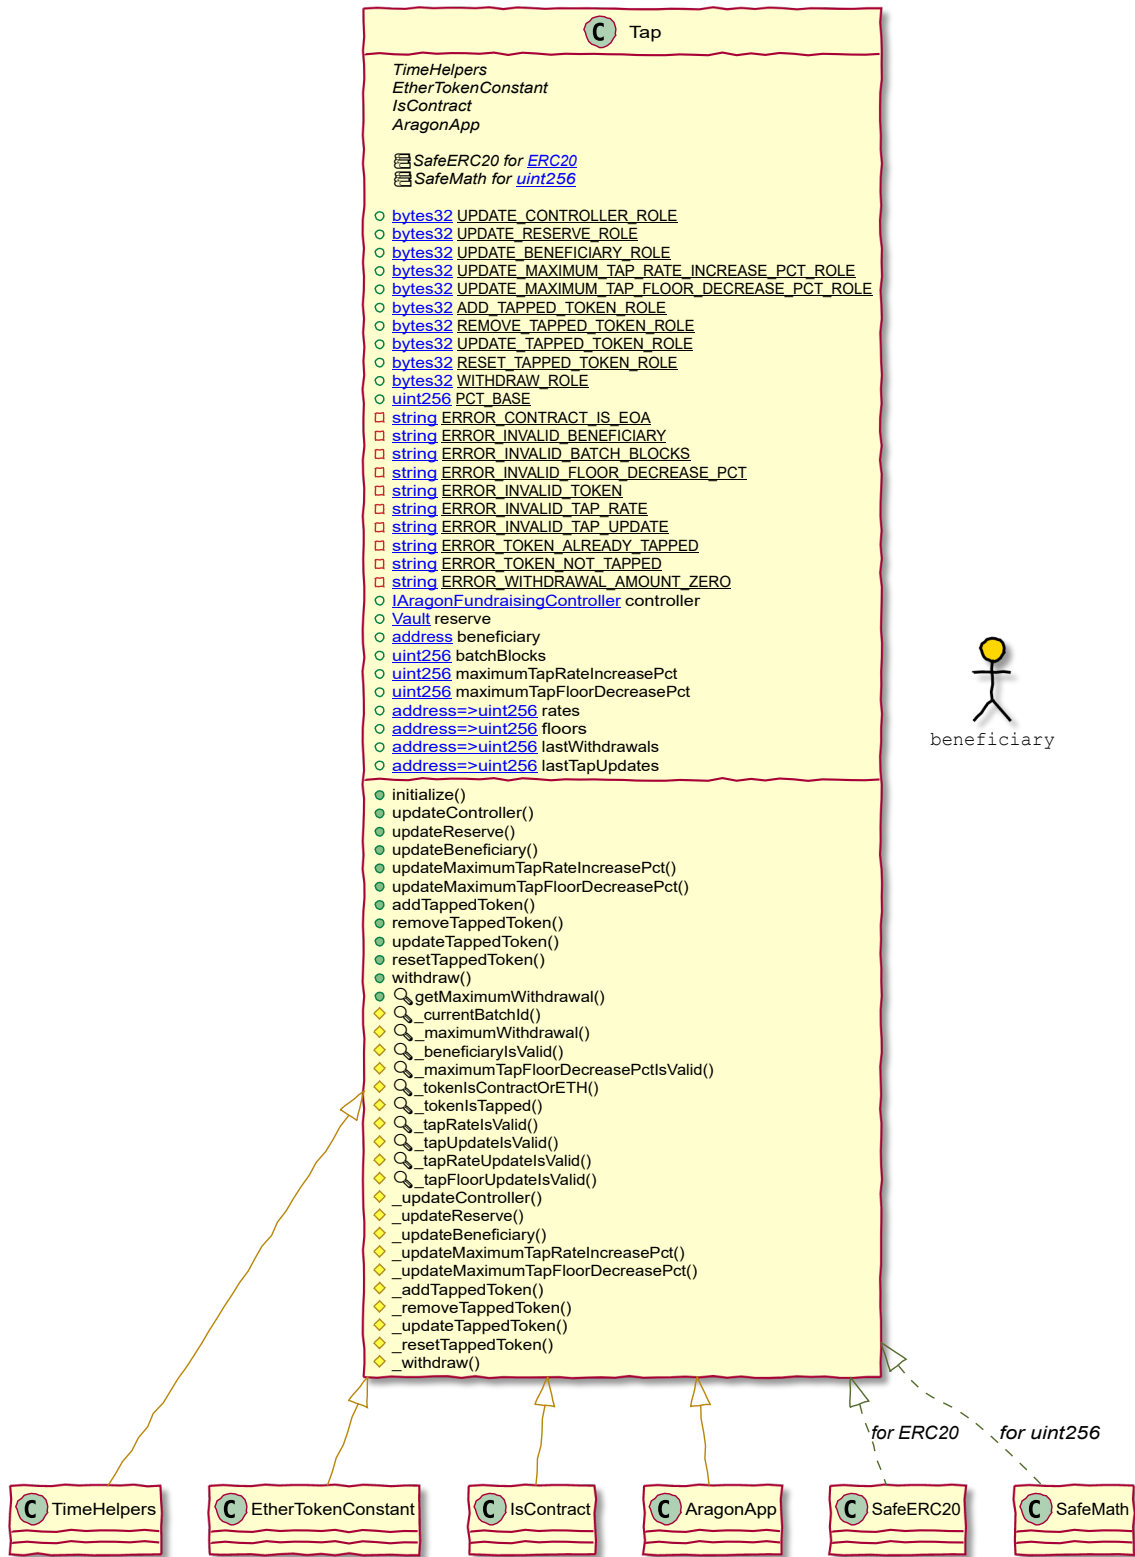 C Tap
TimeHelpers
EtherTokenConstant
IsContract
AragonApp
SafeERC20 for ERC20
SafeMath for uint256
bytes32 UPDATE_CONTROLLER_ROLE
bytes32 UPDATE_RESERVE_ROLE
bytes32 UPDATE_BENEFICIARY_ROLE
bytes32 UPDATE_MAXIMUM_TAP_RATE_INCREASE_PCT_ROLE
bytes32 UPDATE_MAXIMUM_TAP_FLOOR_DECREASE_PCT_ROLE
bytes32 ADD_TAPPED_TOKEN_ROLE
bytes32 REMOVE_TAPPED_TOKEN_ROLE
bytes32 UPDATE_TAPPED_TOKEN_ROLE
bytes32 RESET_TAPPED_TOKEN_ROLE
bytes32 WITHDRAW_ROLE
uint256 PCT_BASE
string ERROR_CONTRACT_IS_EOA
string ERROR_INVALID_BENEFICIARY
string ERROR_INVALID_BATCH_BLOCKS
string ERROR_INVALID_FLOOR_DECREASE_PCT
string ERROR_INVALID_TOKEN
string ERROR_INVALID_TAP_RATE
string ERROR_INVALID_TAP_UPDATE
string ERROR_TOKEN_ALREADY_TAPPED
string ERROR_TOKEN_NOT_TAPPED
string ERROR_WITHDRAWAL_AMOUNT_ZERO
IAragonFundraisingController controller
Vault reserve
address beneficiary
uint256 batchBlocks
uint256 maximumTapRateIncreasePct
uint256 maximumTapFloorDecreasePct
address=>uint256 rates
address=>uint256 floors
address=>uint256 lastWithdrawals
address=>uint256 lastTapUpdates
beneficiary
initialize()
updateController()
updateReserve()
updateBeneficiary()
updateMaximumTapRateIncreasePct()
updateMaximumTapFloorDecreasePct()
addTappedToken()
removeTappedToken()
updateTappedToken()
resetTappedToken()
withdraw()
getMaximumWithdrawal()
_currentBatchId()
_maximumWithdrawal()
_beneficiaryIsValid()
_maximumTapFloorDecreasePctIsValid()
_tokenIsContractOrETH()
_tokenIsTapped()
_tapRateIsValid()
_tapUpdateIsValid()
_tapRateUpdateIsValid()
_tapFloorUpdateIsValid()
_updateController()
_updateReserve()
_updateBeneficiary()
_updateMaximumTapRateIncreasePct()
_updateMaximumTapFloorDecreasePct()
_addTappedToken()
_removeTappedToken()
_updateTappedToken()
_resetTappedToken()
_withdraw()
for ERC20
for uint256
C TimeHelpers
C EtherTokenConstant
C IsContract
C AragonApp
C SafeERC20
C SafeMath